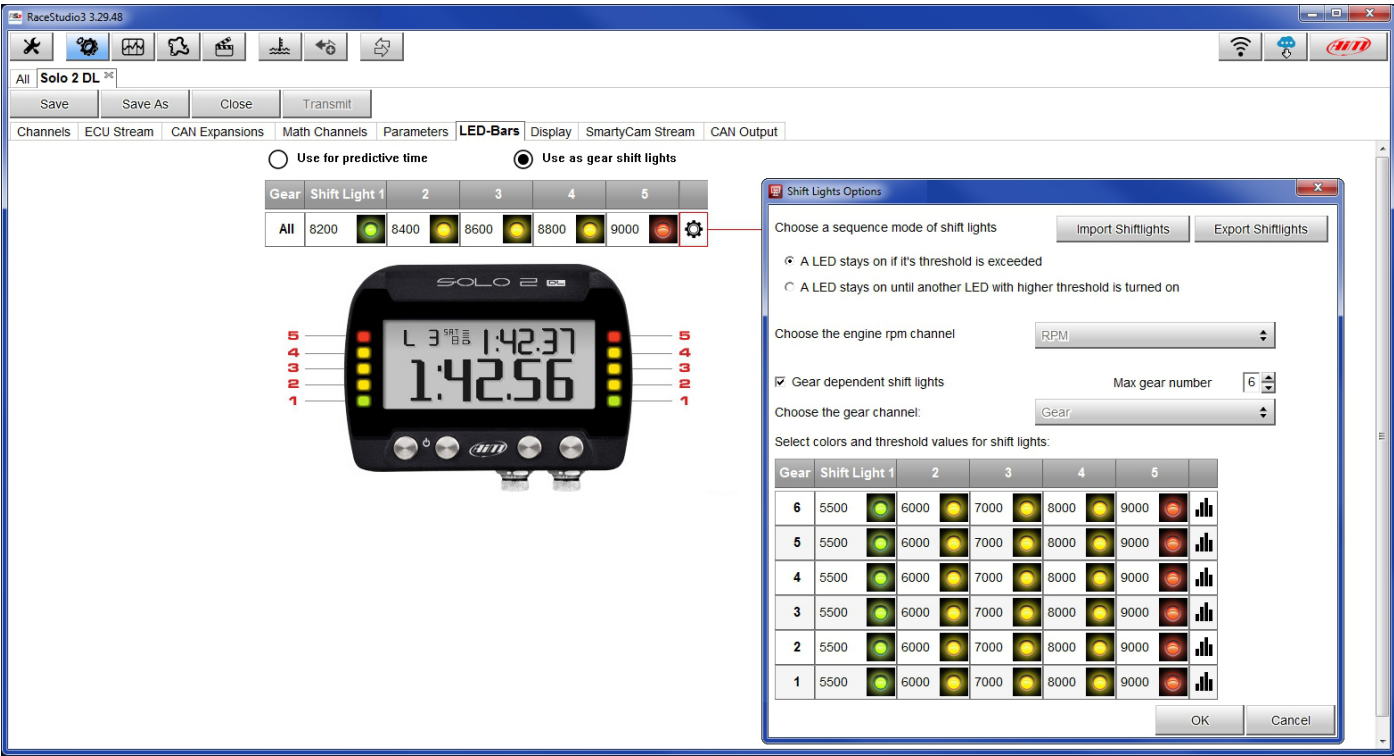 RaceStudio3 3.29.48
AiM
All Solo 2 DL
Save Save As Close Transmit
Channels ECU Stream CAN Expansions Math Channels Parameters LED-Bars Display SmartyCam Stream CAN Output
Use for predictive time Use as gear shift lights
Gear Shift Light 1 2 3 4 5
All 8200 8400 8600 8800 9000
SOLO 2 DL
5 5
4 4
3 3
2 2
1 1
L 3 SAT 1:42.37
1:42.56
AiM
Shift Lights Options
Choose a sequence mode of shift lights Import Shiftlights Export Shiftlights
A LED stays on if it's threshold is exceeded
A LED stays on until another LED with higher threshold is turned on
Choose the engine rpm channel RPM
Gear dependent shift lights Max gear number 6
Choose the gear channel: Gear
Select colors and threshold values for shift lights:
Gear Shift Light 1 2 3 4 5
6 5500 6000 7000 8000 9000
5 5500 6000 7000 8000 9000
4 5500 6000 7000 8000 9000
3 5500 6000 7000 8000 9000
2 5500 6000 7000 8000 9000
1 5500 6000 7000 8000 9000
OK Cancel